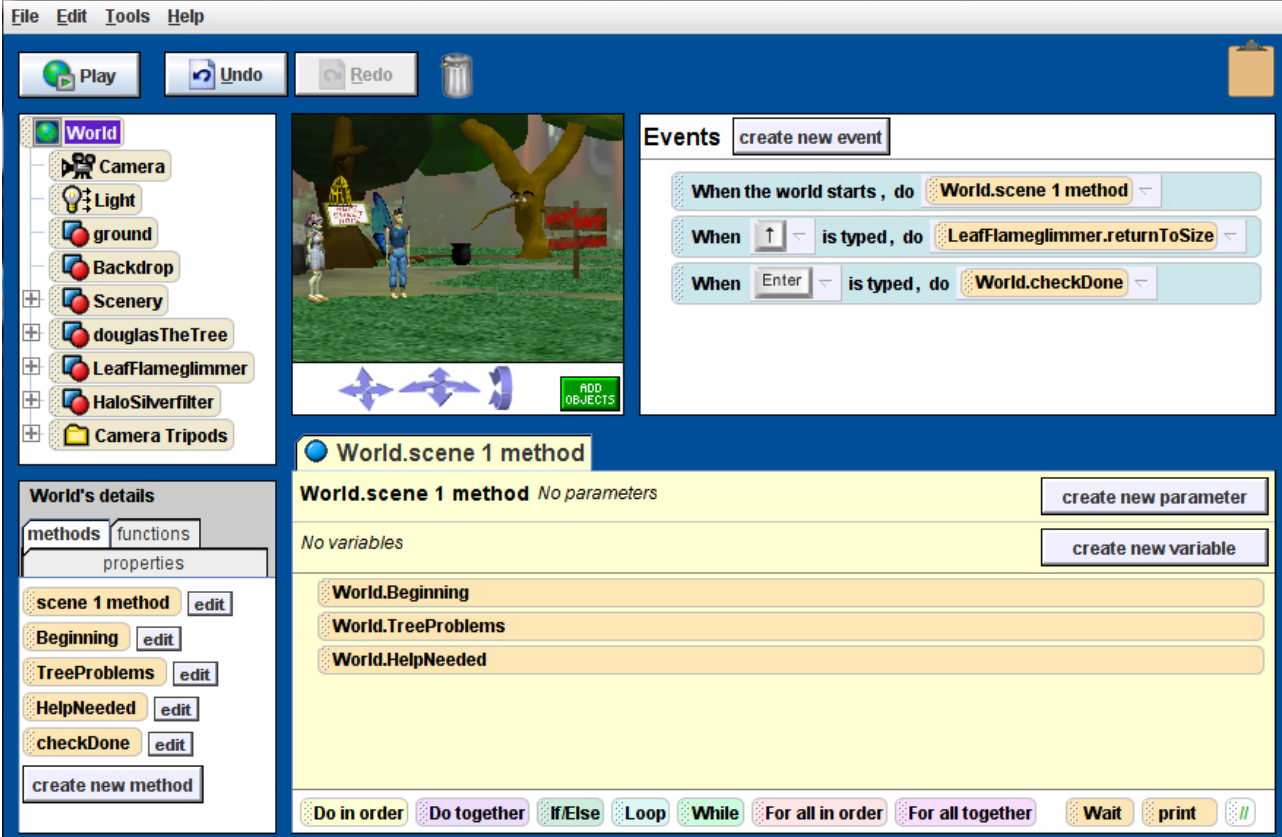 File Edit Tools Help
Play Undo Redo
World
Camera
Light
ground
Backdrop
Scenery
douglasTheTree
LeafFlameglimmer
HaloSilverfilter
Camera Tripods
ADD
OBJECTS
Events create new event
When the world starts, do World.scene 1 method
When ↑ is typed, do LeafFlameglimmer.returnToSize
When Enter is typed, do World.checkDone
World's details
methods functions
properties
scene 1 method edit
Beginning edit
TreeProblems edit
HelpNeeded edit
checkDone edit
create new method
World.scene 1 method
World.scene 1 method No parameters create new parameter
No variables create new variable
World.Beginning
World.TreeProblems
World.HelpNeeded
Do in order Do together If/Else Loop While For all in order For all together Wait print //